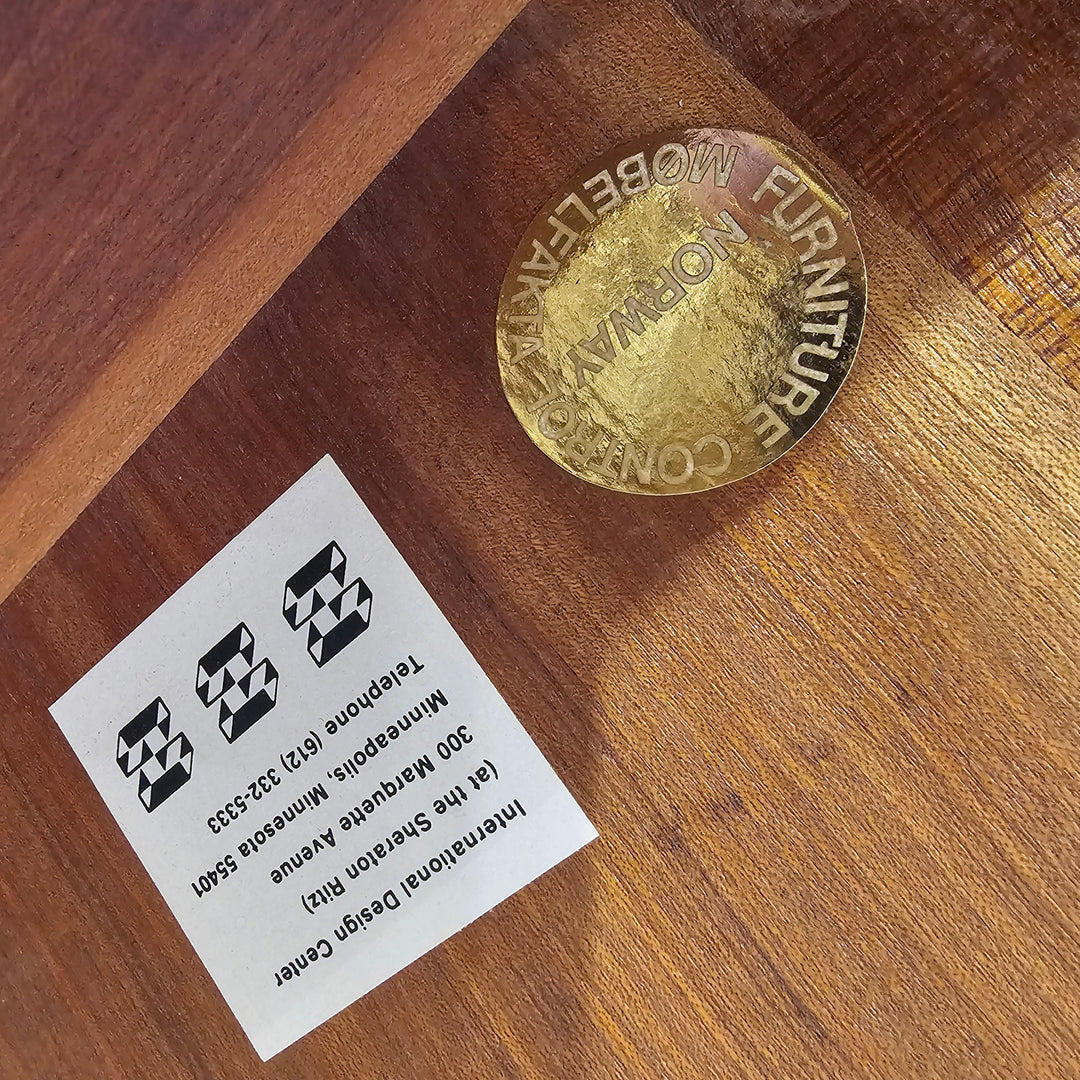 MØBELFAKTA
FURNITURE CONTROL
NORWAY
International Design Center
(at the Sheraton Ritz)
300 Marquette Avenue
Minneapolis, Minnesota 55401
Telephone (612) 332-5333